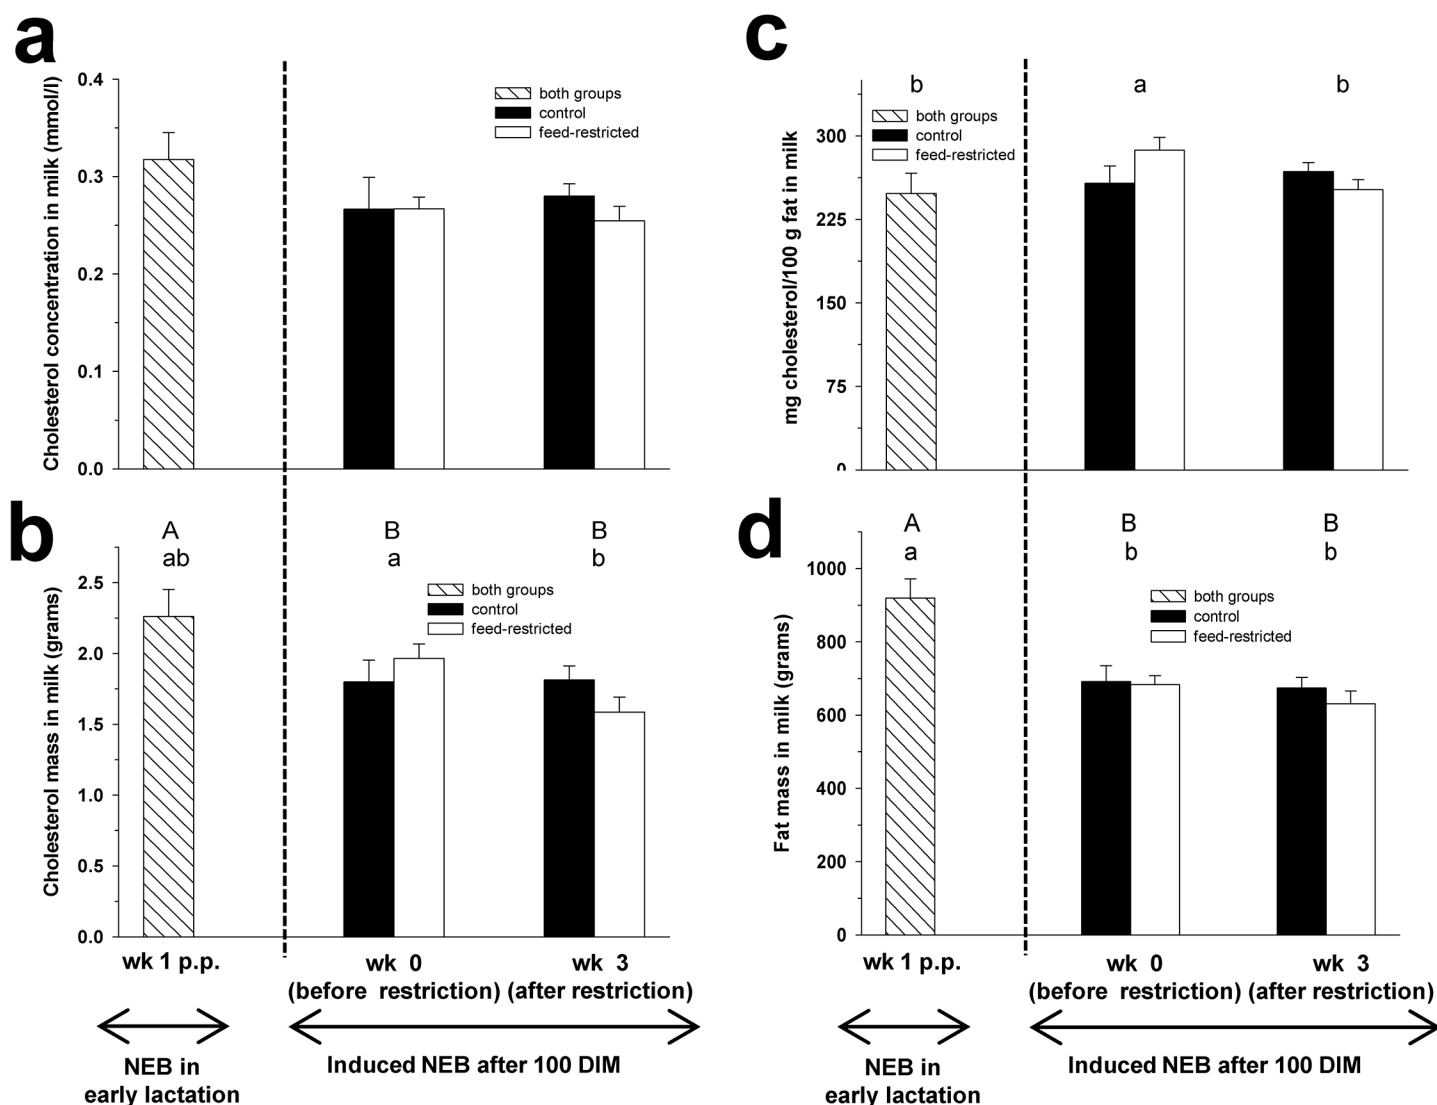 a
Cholesterol concentration in milk (mmol/l)
0.4
0.3
0.2
0.1
0.0
both groups
control
feed-restricted
c
mg cholesterol/100 g fat in milk
b a b
300
225
150
75
0
both groups
control
feed-restricted
b
Cholesterol mass in milk (grams)
A B B
ab a b
2.5
2.0
1.5
1.0
0.5
0.0
both groups
control
feed-restricted
wk 1 p.p. wk 0 wk 3
(before restriction) (after restriction)
NEB in
early lactation
Induced NEB after 100 DIM
d
Fat mass in milk (grams)
A B B
a b b
1000
800
600
400
200
0
both groups
control
feed-restricted
wk 1 p.p. wk 0 wk 3
(before restriction) (after restriction)
NEB in
early lactation
Induced NEB after 100 DIM